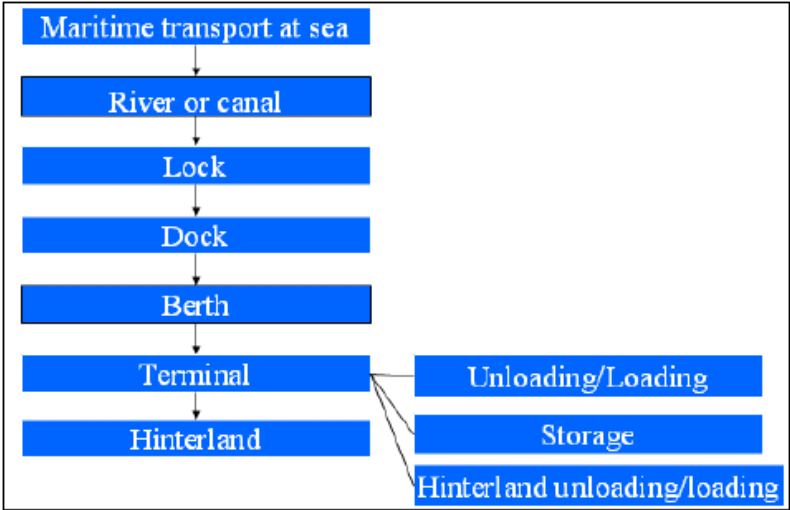 Maritime transport at sea
River or canal
Lock
Dock
Berth
Terminal
Unloading/Loading
Hinterland
Storage
Hinterland unloading/loading